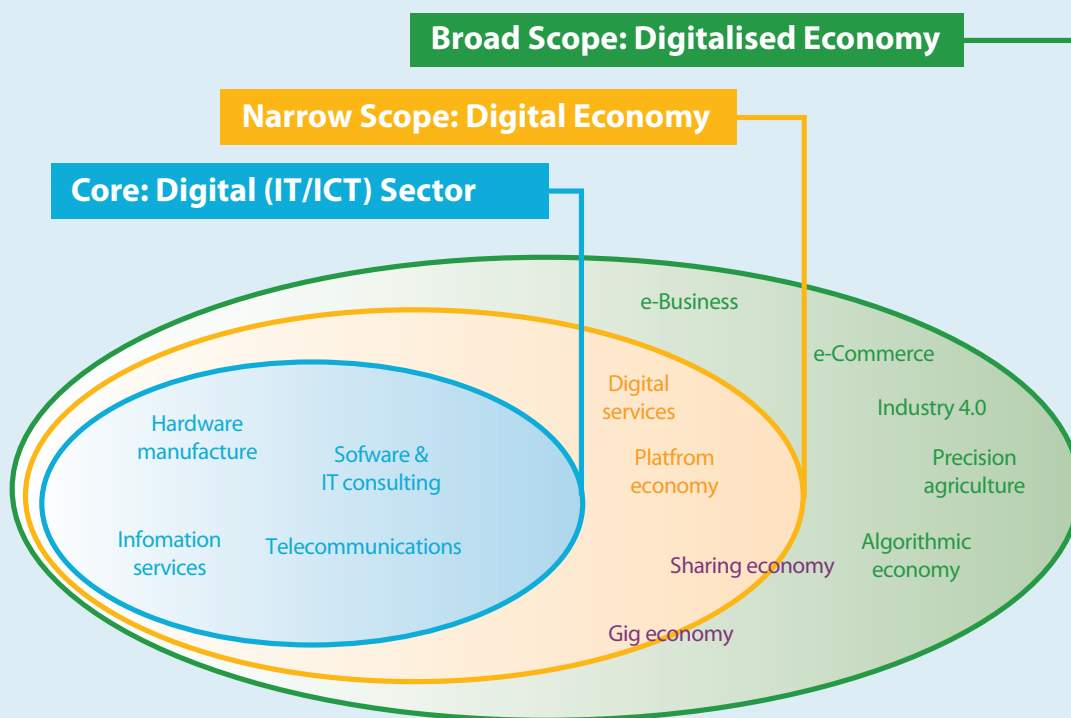 Broad Scope: Digitalised Economy
Narrow Scope: Digital Economy
Core: Digital (IT/ICT) Sector
e-Business
e-Commerce
Digital
services
Industry 4.0
Hardware
manufacture
Sofware &
IT consulting
Platfrom
economy
Precision
agriculture
Infomation
services
Telecommunications
Sharing economy
Algorithmic
economy
Gig economy